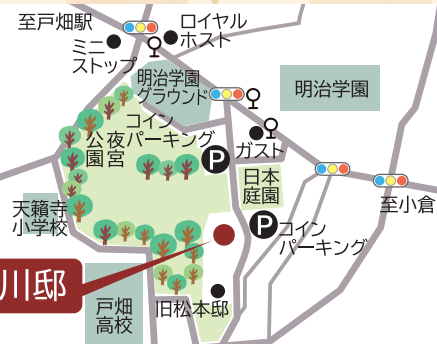 至戸畑駅
ロイヤル
ホスト
ミニ
ストップ
明治学園
グラウンド
明治学園
コイン
パーキング
夜宮
公園
P
ガスト
日本
庭園
至小倉
天籟寺
小学校
P
コイン
パーキング
川邸
戸畑
高校
旧松本邸